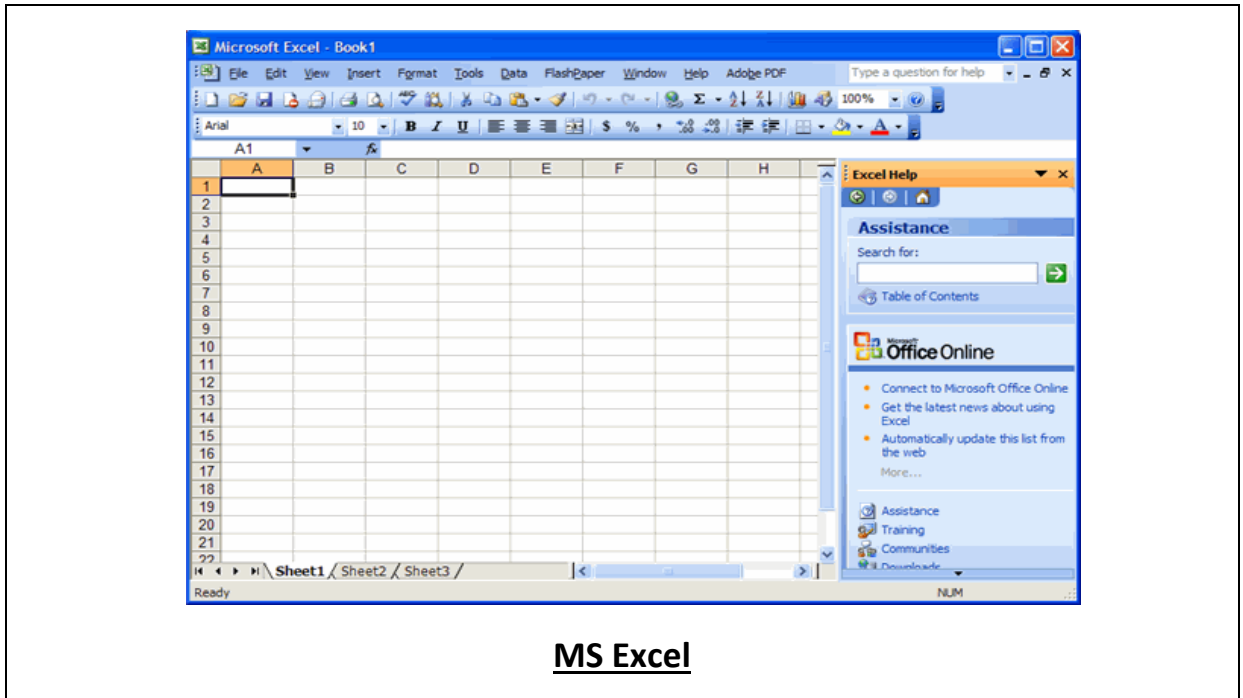 Microsoft Excel - Book1
File Edit View Insert Format Tools Data FlashPaper Window Help Adobe PDF Type a question for help
100%
Arial 10 B I U $ % ,
A1 fx
A B C D E F G H
Excel Help
1
2
3
4
5
6
7
8
9
10
11
12
13
14
15
16
17
18
19
20
21
22
Assistance
Search for:
Table of Contents
Microsoft
Office Online
Connect to Microsoft Office Online
Get the latest news about using
Excel
Automatically update this list from
the web
More...
Assistance
Training
Communities
Downloads
Sheet1 Sheet2 Sheet3
Ready NUM
MS Excel